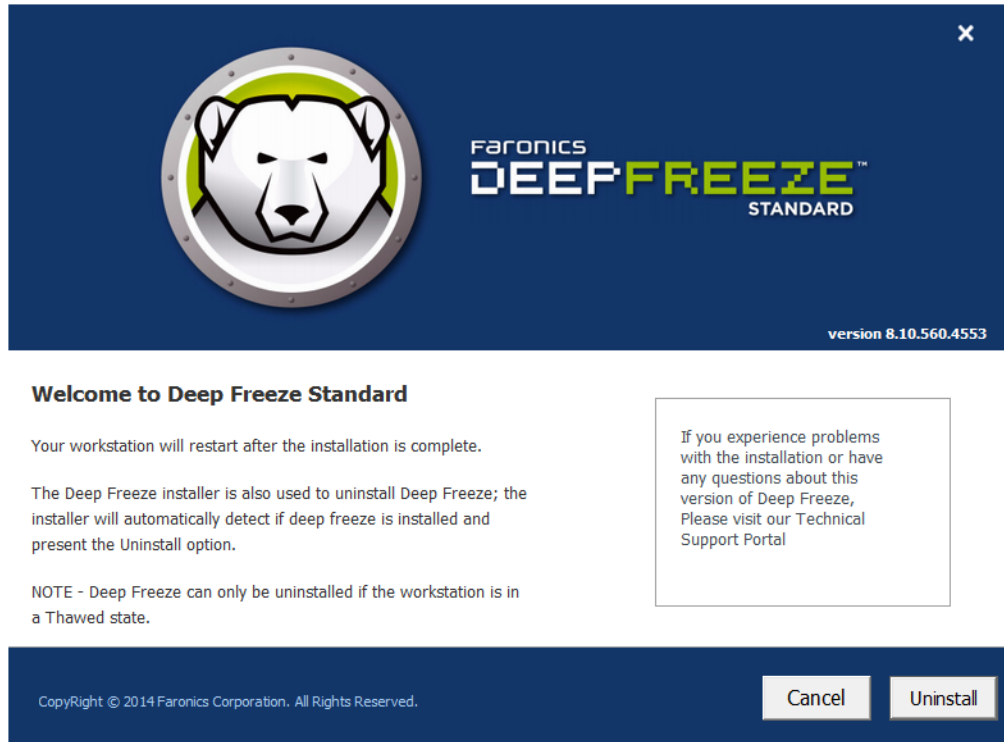 Faronics
DEEPFREEZE™
STANDARD
version 8.10.560.4553
Welcome to Deep Freeze Standard
Your workstation will restart after the installation is complete.
The Deep Freeze installer is also used to uninstall Deep Freeze; the
installer will automatically detect if deep freeze is installed and
present the Uninstall option.
NOTE - Deep Freeze can only be uninstalled if the workstation is in
a Thawed state.
If you experience problems
with the installation or have
any questions about this
version of Deep Freeze,
Please visit our Technical
Support Portal
CopyRight © 2014 Faronics Corporation. All Rights Reserved.
Cancel
Uninstall